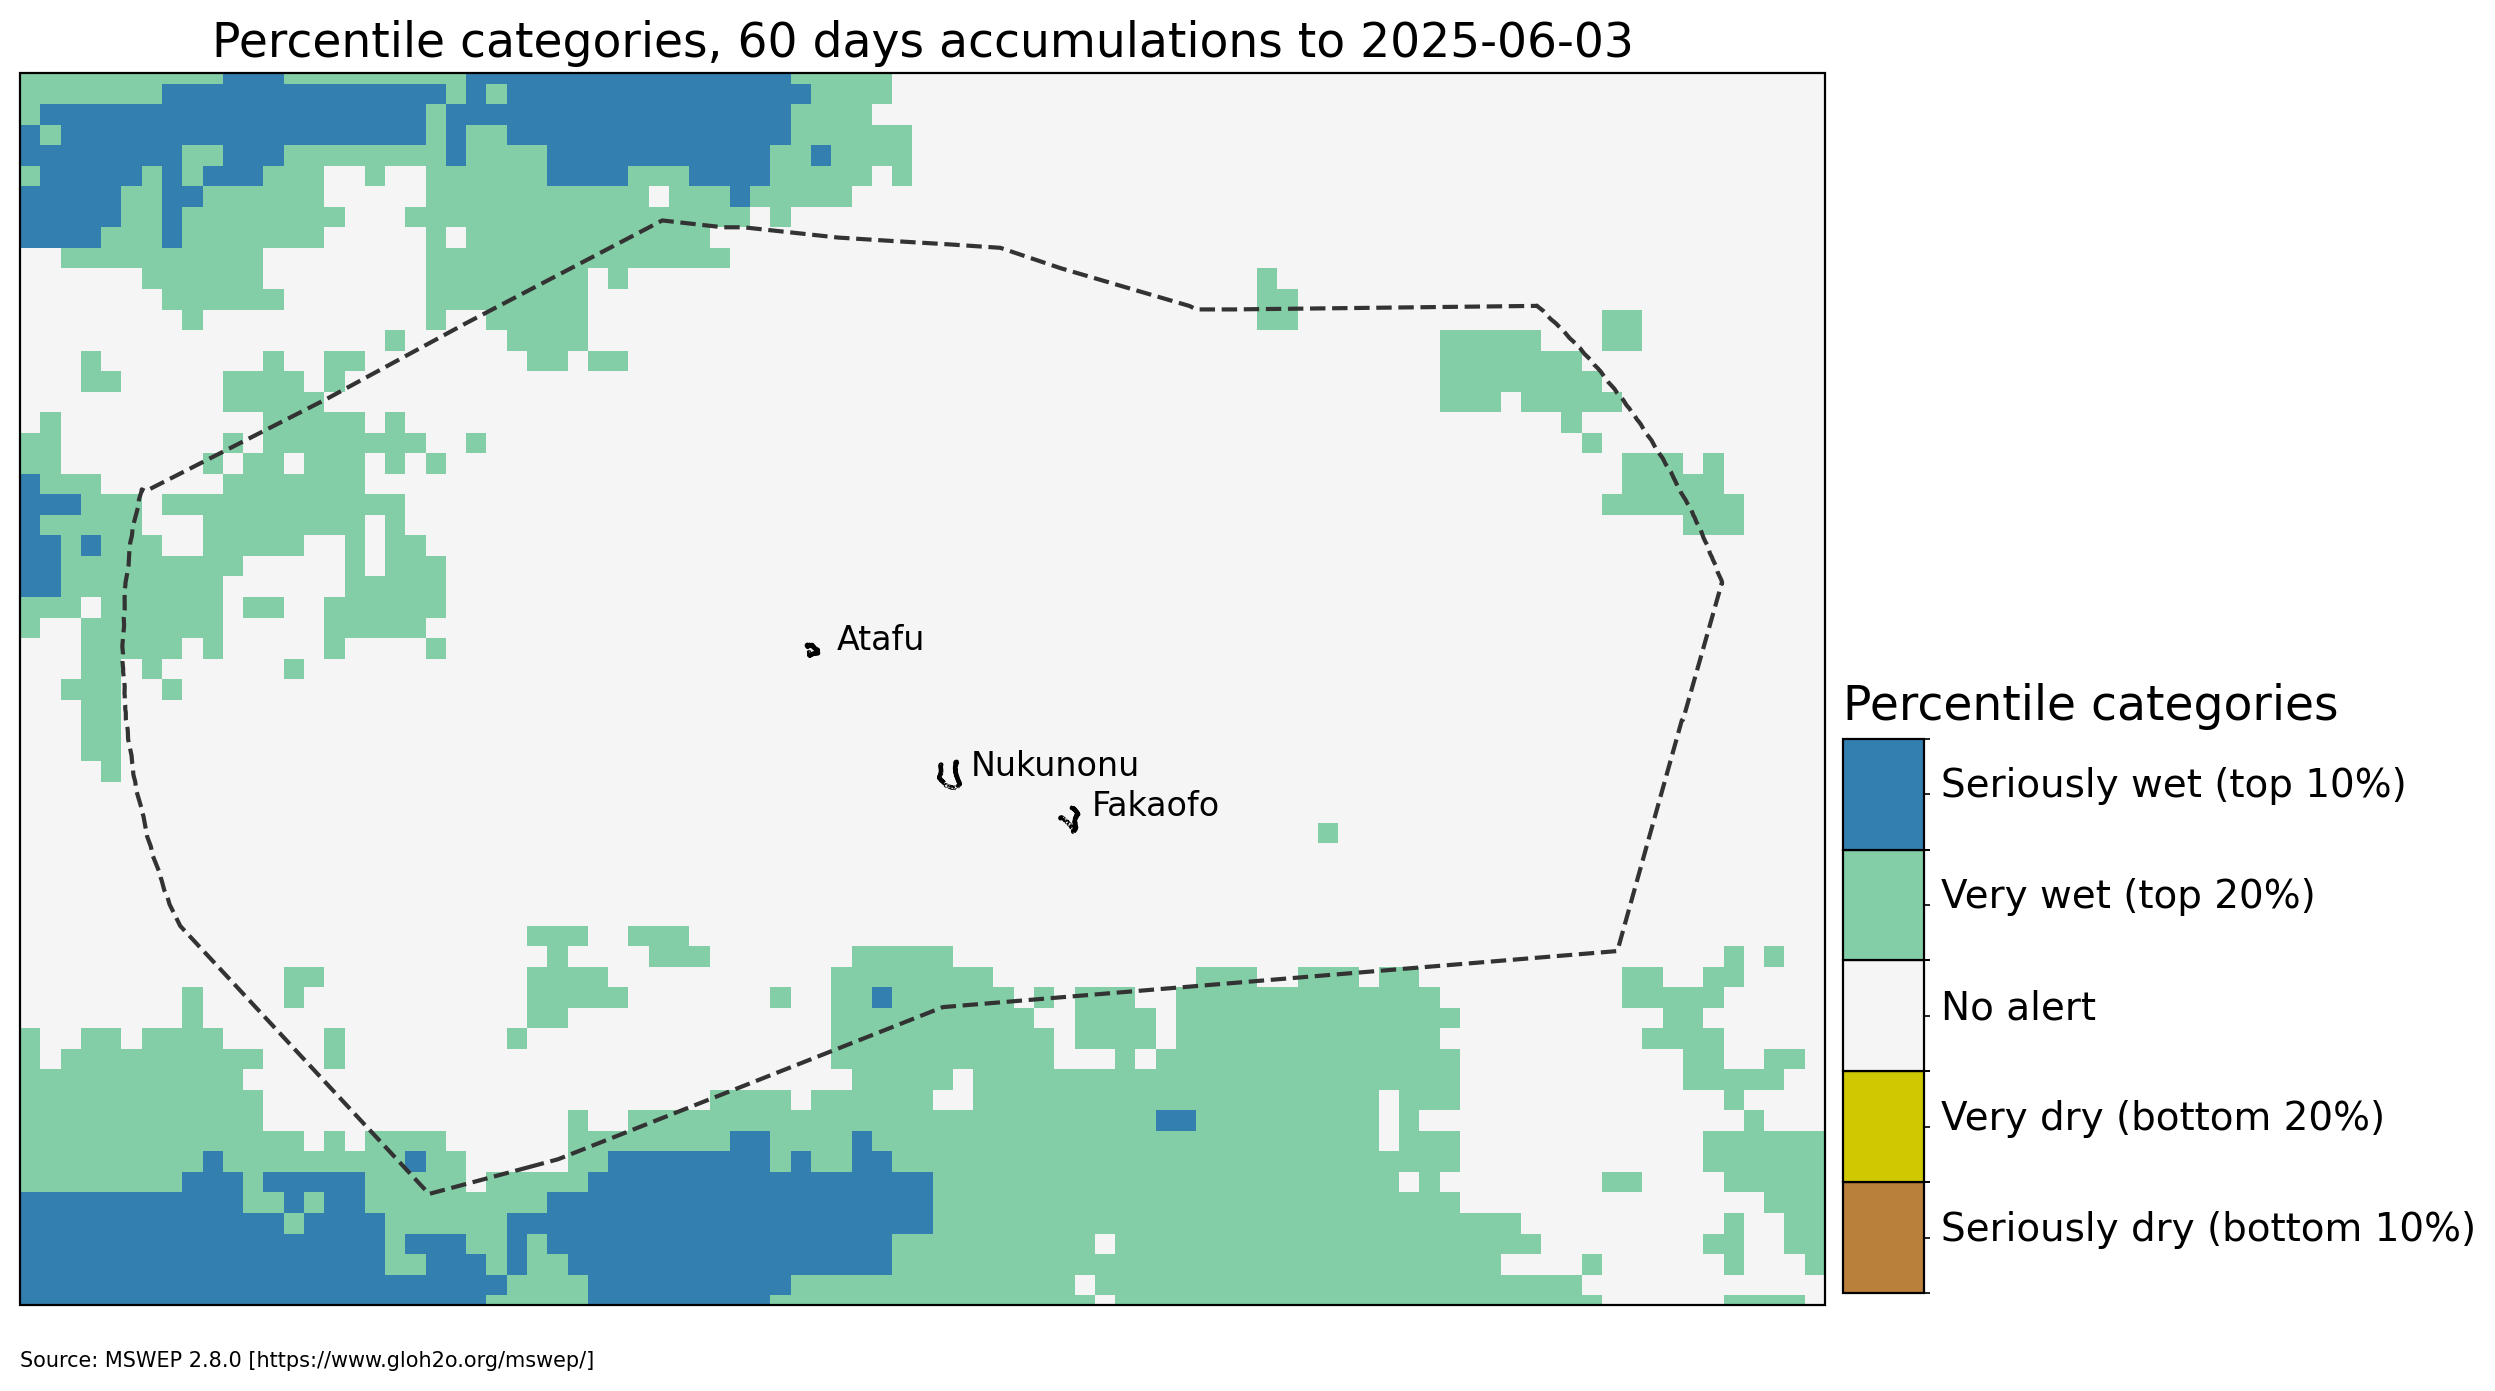 Percentile categories, 60 days accumulations to 2025-06-03
Atafu
Nukunonu
Fakaofo
Percentile categories
Seriously wet (top 10%)
Very wet (top 20%)
No alert
Very dry (bottom 20%)
Seriously dry (bottom 10%)
Source: MSWEP 2.8.0 [https://www.gloh2o.org/mswep/]